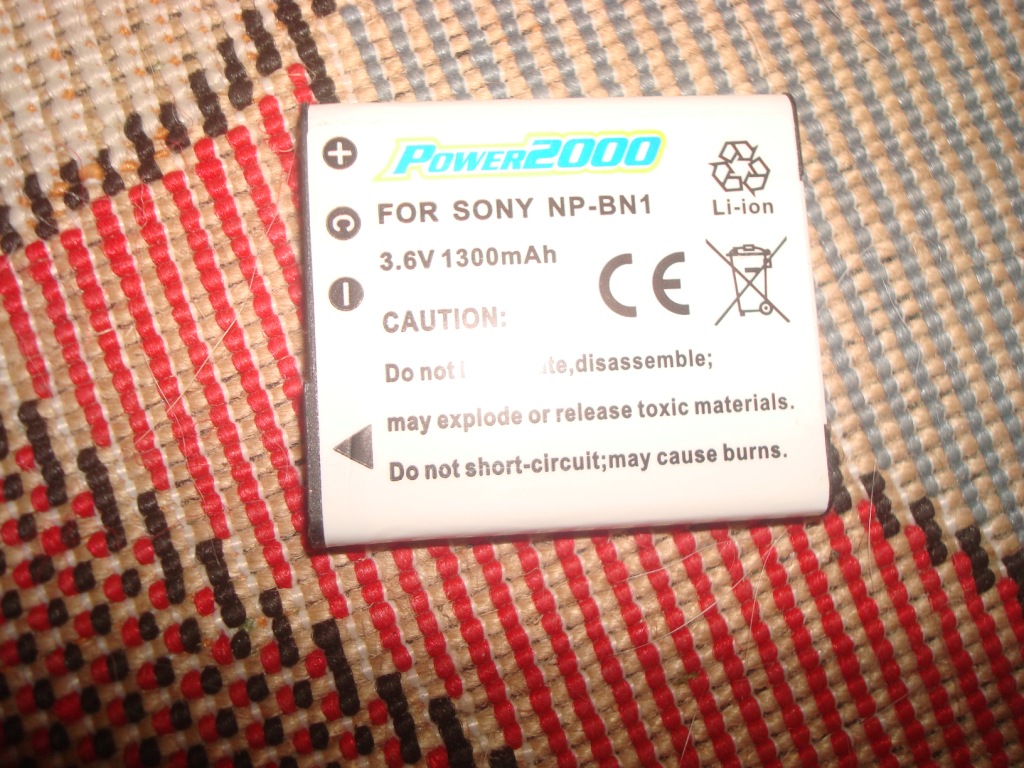 POWER2000
FOR SONY NP-BN1
Li-ion
3.6V 1300mAh
CE
C
CAUTION:
Do not ,disassemble;
may explode or release toxic materials.
Do not short-circuit;may cause burns.